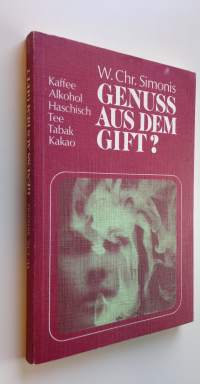 W. Chr. Simonis
GENUSS
AUS DEM
GIFT?
Kaffee
Alkohol
Haschisch
Tee
Tabak
Kakao